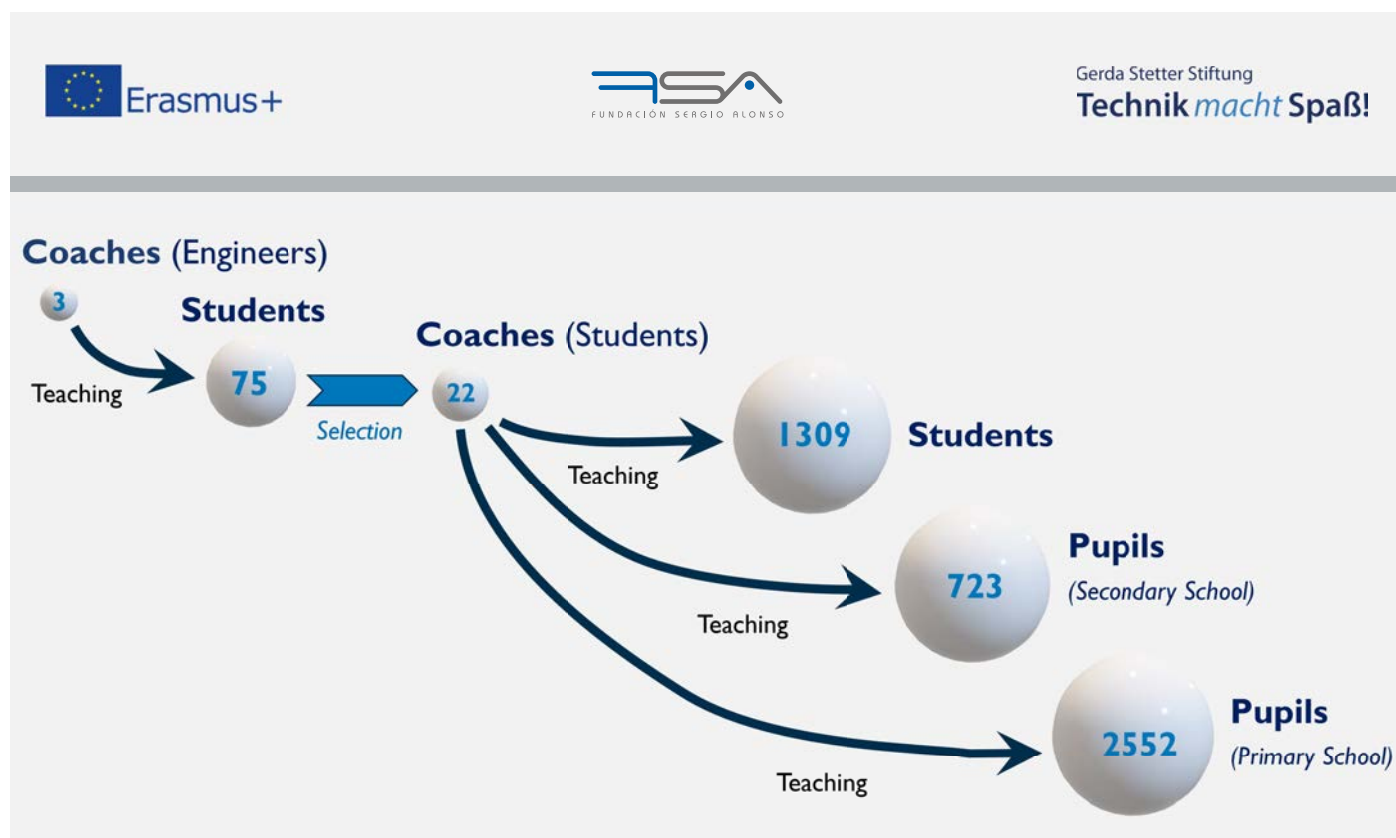 Erasmus+
FUNDACIÓN SERGIO ALONSO
Gerda Stetter Stiftung
Technik macht Spaß!
Coaches (Engineers)
3
Teaching
Students
75
Selection
Coaches (Students)
22
Teaching
1309
Students
Teaching
723
Pupils
(Secondary School)
Teaching
2552
Pupils
(Primary School)